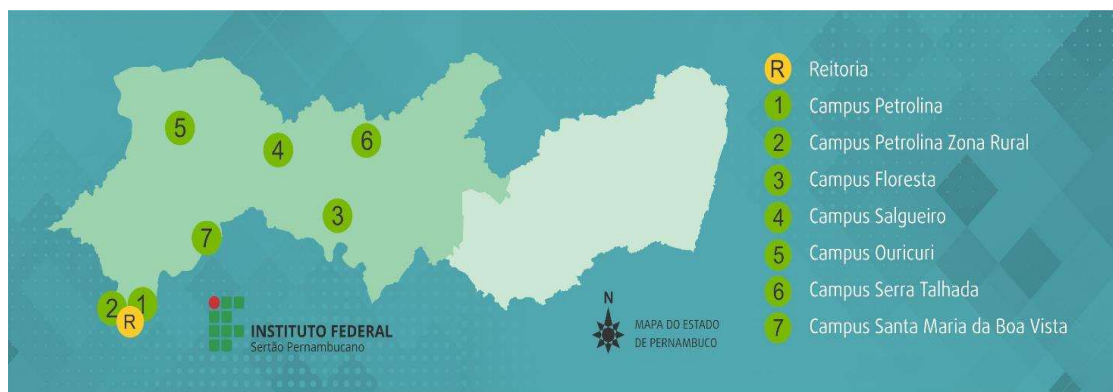 5
4
6
3
7
2
1
R
INSTITUTO FEDERAL
Sertão Pernambucano
N
MAPA DO ESTADO
DE PERNAMBUCO
R Reitoria
1 Campus Petrolina
2 Campus Petrolina Zona Rural
3 Campus Floresta
4 Campus Salgueiro
5 Campus Ouricuri
6 Campus Serra Talhada
7 Campus Santa Maria da Boa Vista